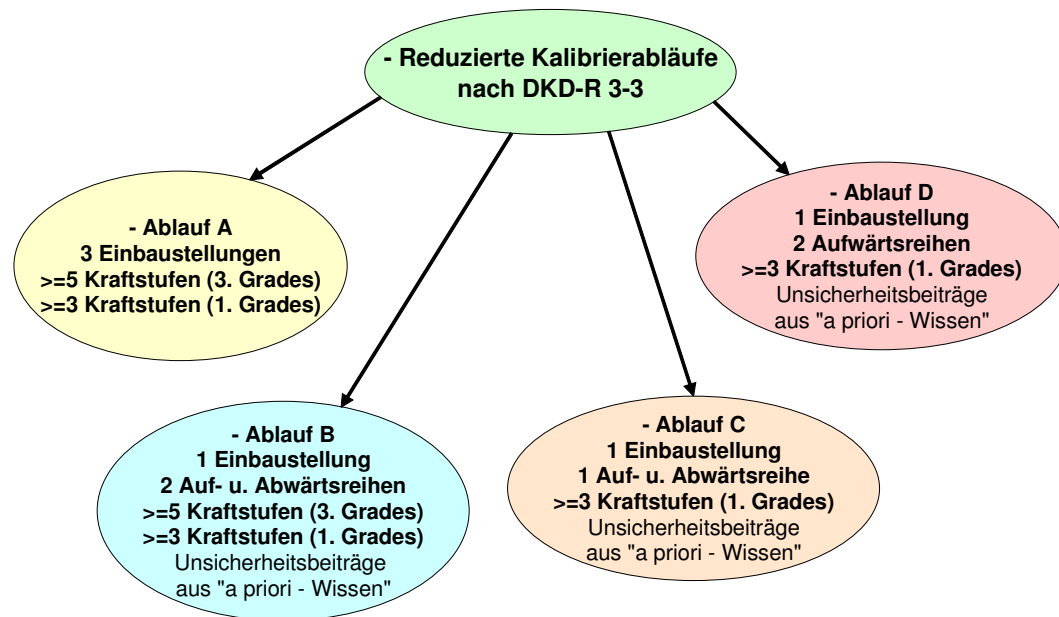 - Reduzierte Kalibrierabläufe
nach DKD-R 3-3
- Ablauf A
3 Einbaustellungen
>=5 Kraftstufen (3. Grades)
>=3 Kraftstufen (1. Grades)
- Ablauf D
1 Einbaustellung
2 Aufwärtsreihen
>=3 Kraftstufen (1. Grades)
Unsicherheitsbeiträge
aus "a priori - Wissen"
- Ablauf B
1 Einbaustellung
2 Auf- u. Abwärtsreihen
>=5 Kraftstufen (3. Grades)
>=3 Kraftstufen (1. Grades)
Unsicherheitsbeiträge
aus "a priori - Wissen"
- Ablauf C
1 Einbaustellung
1 Auf- u. Abwärtsreihe
>=3 Kraftstufen (1. Grades)
Unsicherheitsbeiträge
aus "a priori - Wissen"